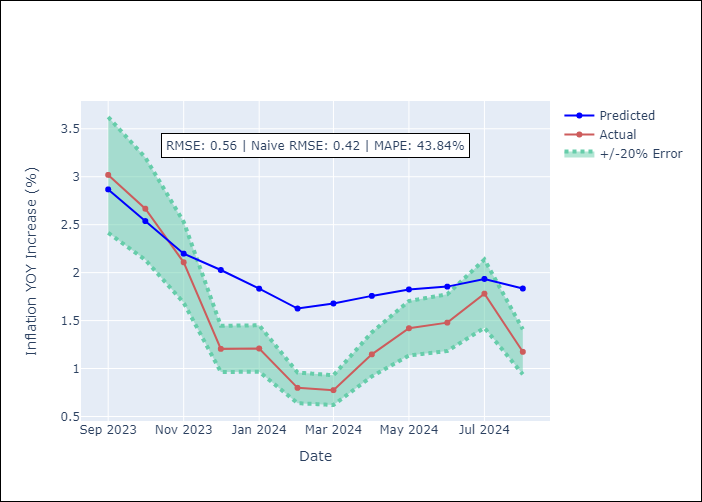 RMSE: 0.56 | Naive RMSE: 0.42 | MAPE: 43.84%
Predicted
Actual
+/-20% Error
Inflation YOY Increase (%)
3.5
3
2.5
2
1.5
1
0.5
Sep 2023
Nov 2023
Jan 2024
Mar 2024
May 2024
Jul 2024
Date